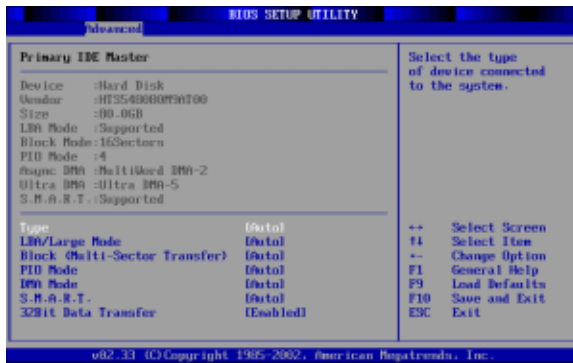 BIOS SETUP UTILITY
Advanced
Primary IDE Master
Device :Hard Disk
Vendor :HTS548080M9AT00
Size :80.0GB
LBA Mode :Supported
Block Mode:16Sectors
PIO Mode :4
Async DMA :MultiWord DMA-2
Ultra DMA :Ultra DMA-5
S.M.A.R.T.:Supported
Type [Auto]
LBA/Large Mode [Auto]
Block (Multi-Sector Transfer) [Auto]
PIO Mode [Auto]
DMA Mode [Auto]
S.M.A.R.T. [Auto]
32Bit Data Transfer [Enabled]
Select the type
of device connected
to the system.
↔ Select Screen
↑↓ Select Item
+- Change Option
F1 General Help
F9 Load Defaults
F10 Save and Exit
ESC Exit
v02.33 (C)Copyright 1985-2002, American Megatrends, Inc.